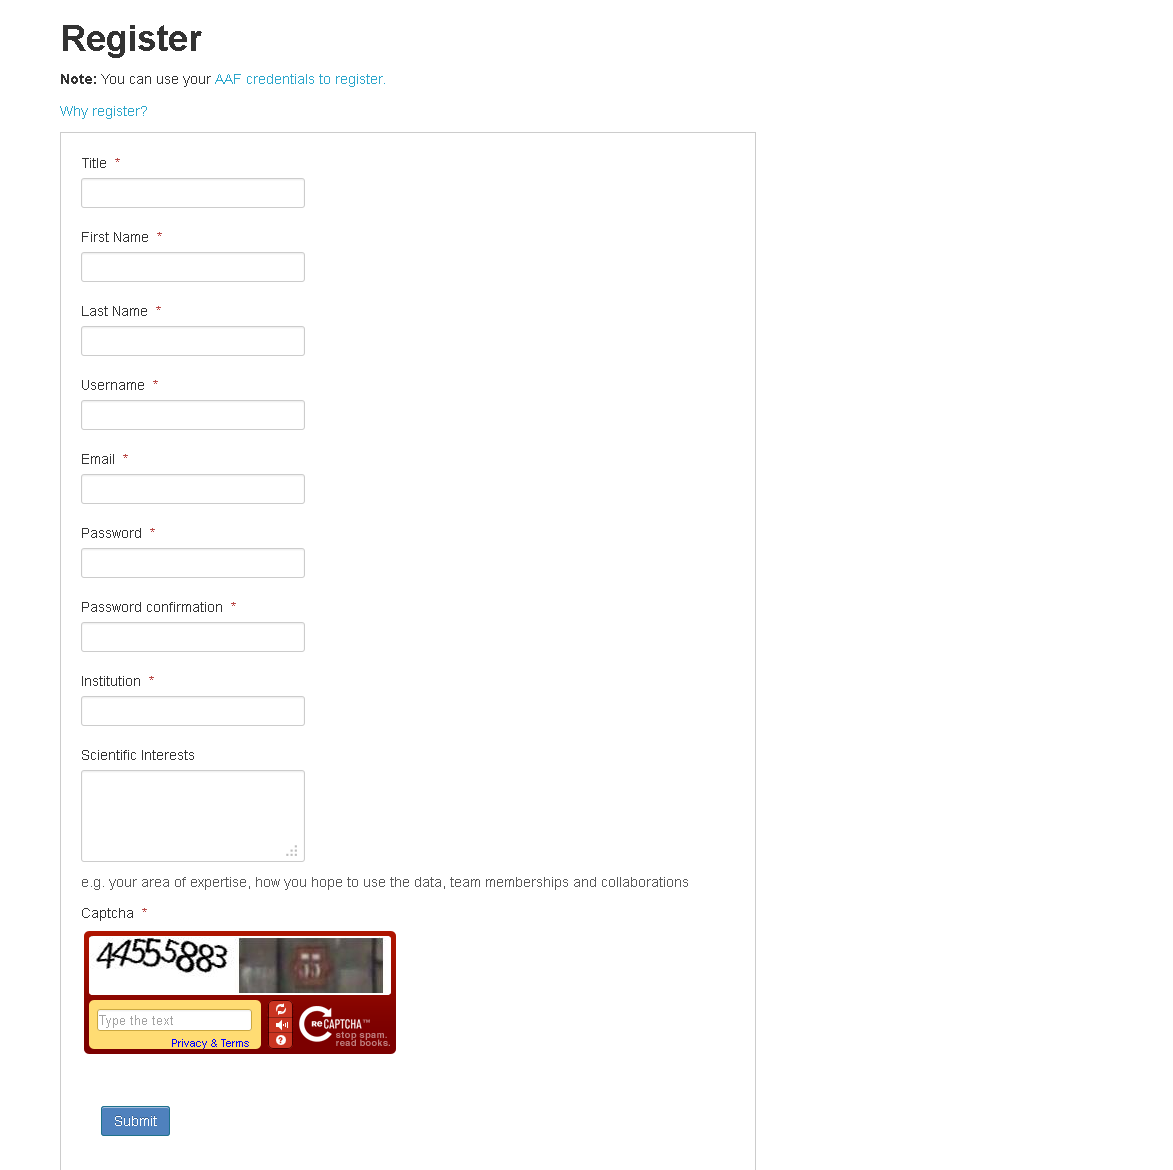 Register
Note: You can use your AAF credentials to register.
Why register?
Title *
First Name *
Last Name *
Username *
Email *
Password *
Password confirmation *
Institution *
Scientific Interests
e.g. your area of expertise, how you hope to use the data, team memberships and collaborations
Captcha *
44555883
55
Type the text
Privacy & Terms
reCAPTCHA™
stop spam.
read books.
Submit